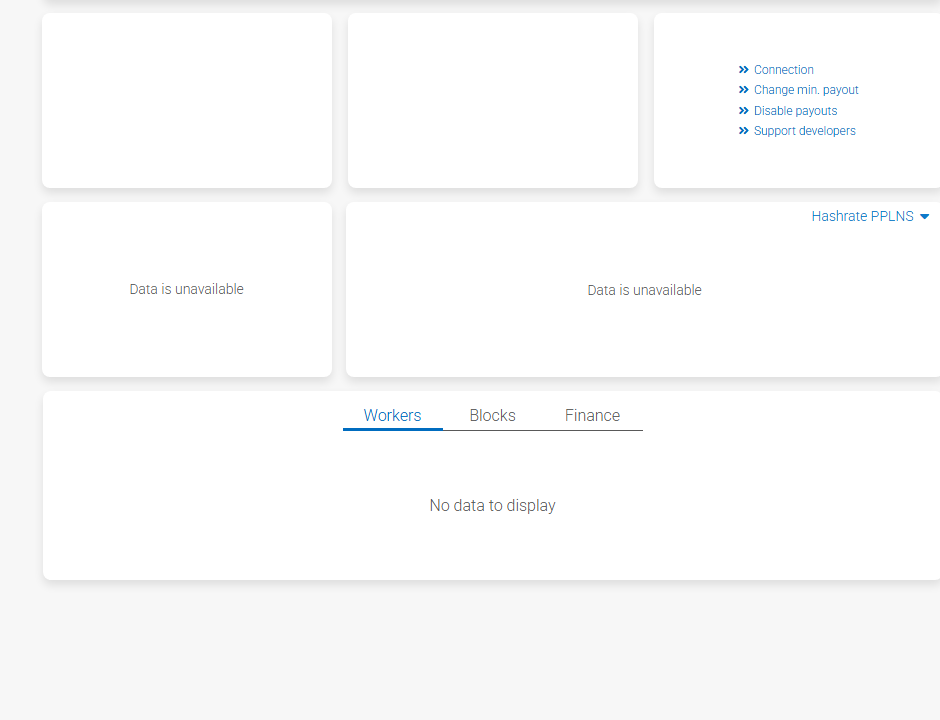 Connection
Change min. payout
Disable payouts
Support developers
Data is unavailable
Hashrate PPLNS
Data is unavailable
Workers Blocks Finance
No data to display